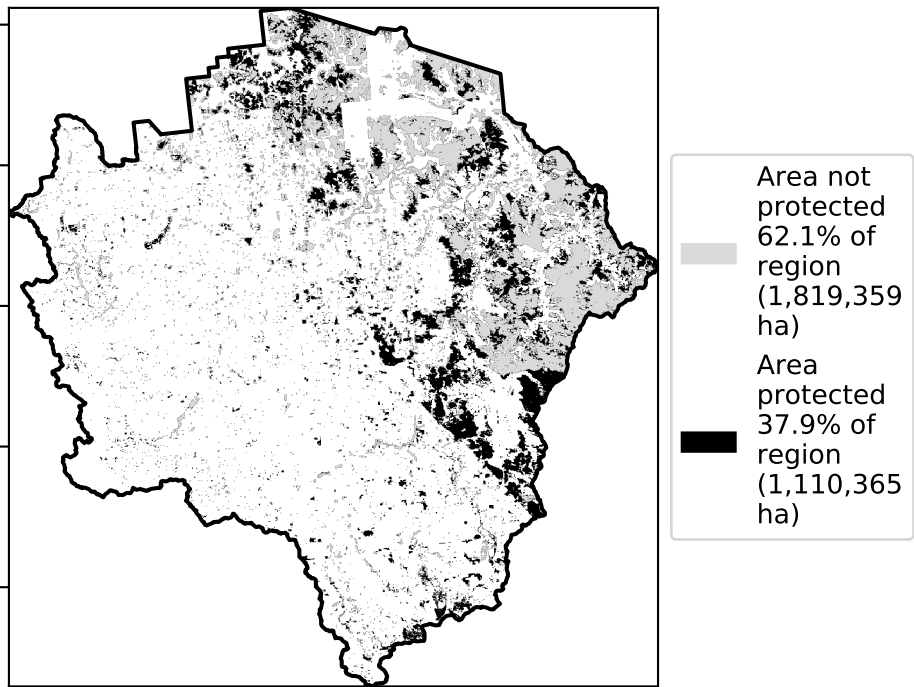 Area not
protected
62.1% of
region
(1,819,359
ha)
Area
protected
37.9% of
region
(1,110,365
ha)